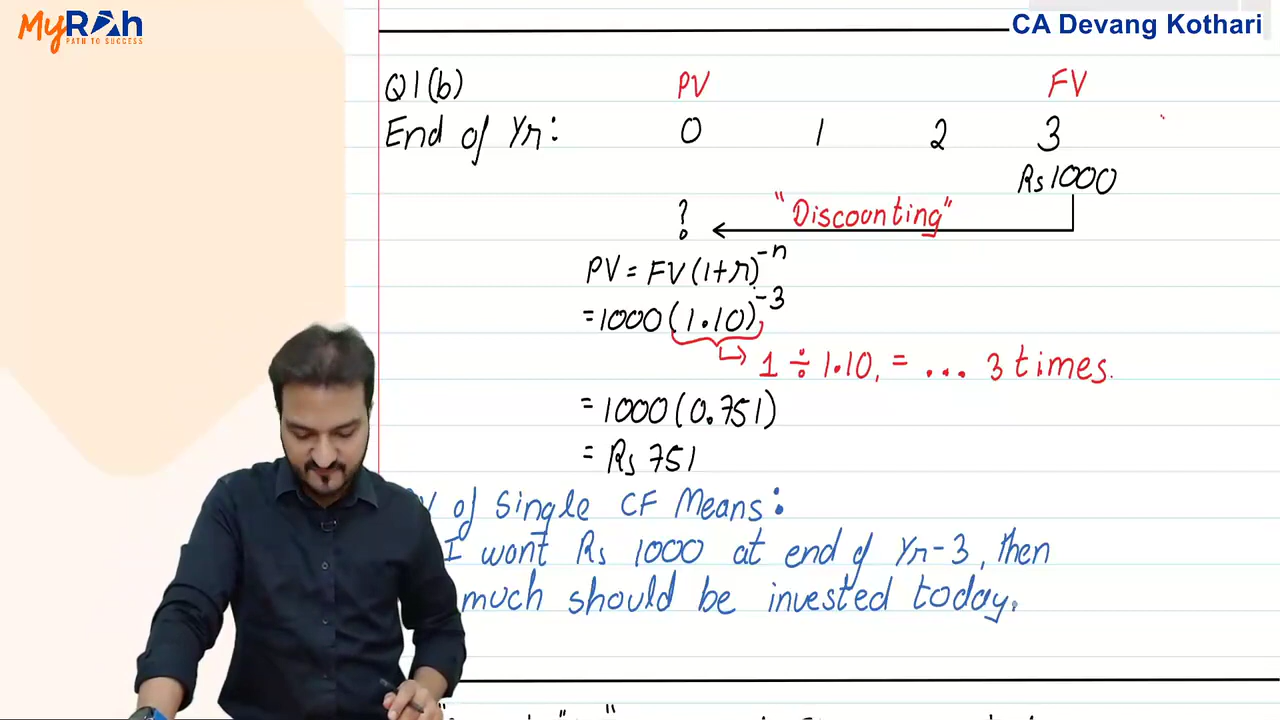 MyRAh
PATH TO SUCCESS
CA Devang Kothari
Q1(b) PV FV
End of Yr: 0 1 2 3
Rs 1000
"Discounting"
?
PV = FV(1+r)^-n
= 1000(1.10)^-3
↳ 1 ÷ 1.10, = ... 3 times.
= 1000(0.751)
= Rs 751
of Single CF Means:
I want Rs 1000 at end of Yr-3, then
much should be invested today.